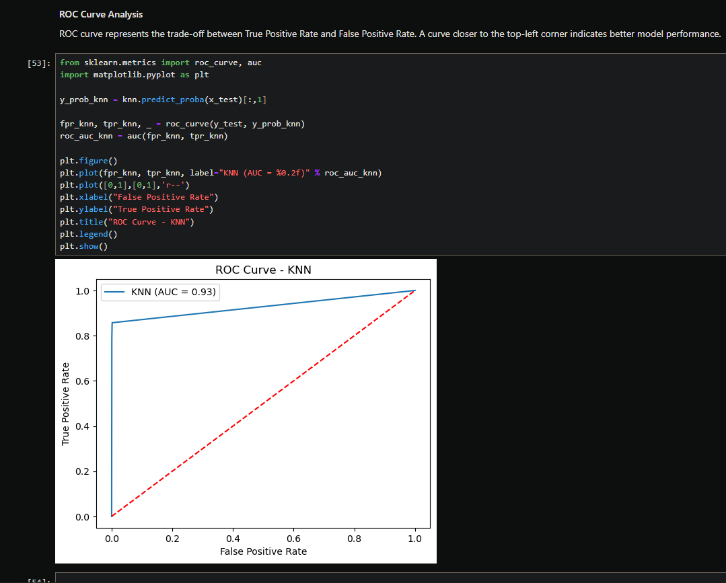 ROC Curve Analysis
ROC curve represents the trade-off between True Positive Rate and False Positive Rate. A curve closer to the top-left corner indicates better model performance.
[53]:
from sklearn.metrics import roc_curve, auc
import matplotlib.pyplot as plt
y_prob_knn = knn.predict_proba(x_test)[:,1]
fpr_knn, tpr_knn, _ = roc_curve(y_test, y_prob_knn)
roc_auc_knn = auc(fpr_knn, tpr_knn)
plt.figure()
plt.plot(fpr_knn, tpr_knn, label="KNN (AUC = %0.2f)" % roc_auc_knn)
plt.plot([0,1],[0,1],'r--')
plt.xlabel("False Positive Rate")
plt.ylabel("True Positive Rate")
plt.title("ROC Curve - KNN")
plt.legend()
plt.show()
ROC Curve - KNN
KNN (AUC = 0.93)
1.0
0.8
0.6
0.4
0.2
0.0
True Positive Rate
0.0 0.2 0.4 0.6 0.8 1.0
False Positive Rate